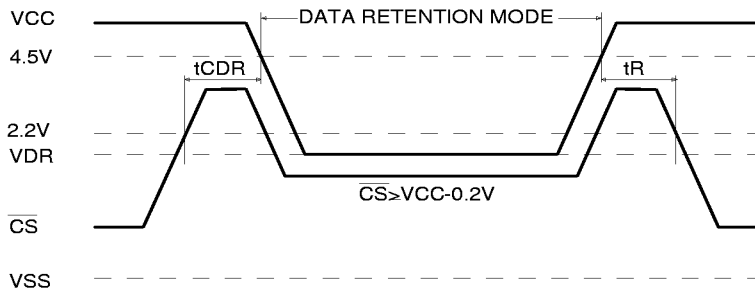 VCC
DATA RETENTION MODE
4.5V
tCDR
tR
2.2V
VDR
CS≥VCC-0.2V
CS
VSS